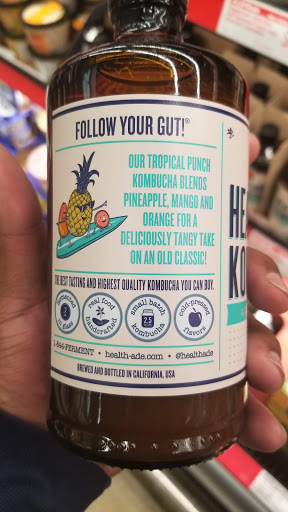 FOLLOW YOUR GUT!®
OUR TROPICAL PUNCH
KOMBUCHA BLENDS
PINEAPPLE, MANGO AND
ORANGE FOR A
DELICIOUSLY TANGY TAKE
ON AN OLD CLASSIC!
THE BEST TASTING AND HIGHEST QUALITY KOMBUCHA YOU CAN BUY.
real food
handcrafted
small batch
2.5
kombucha
cold-pressed
flavors
1-844-FERMENT • health-ade.com • @healthade
BREWED AND BOTTLED IN CALIFORNIA, USA
HE
KO